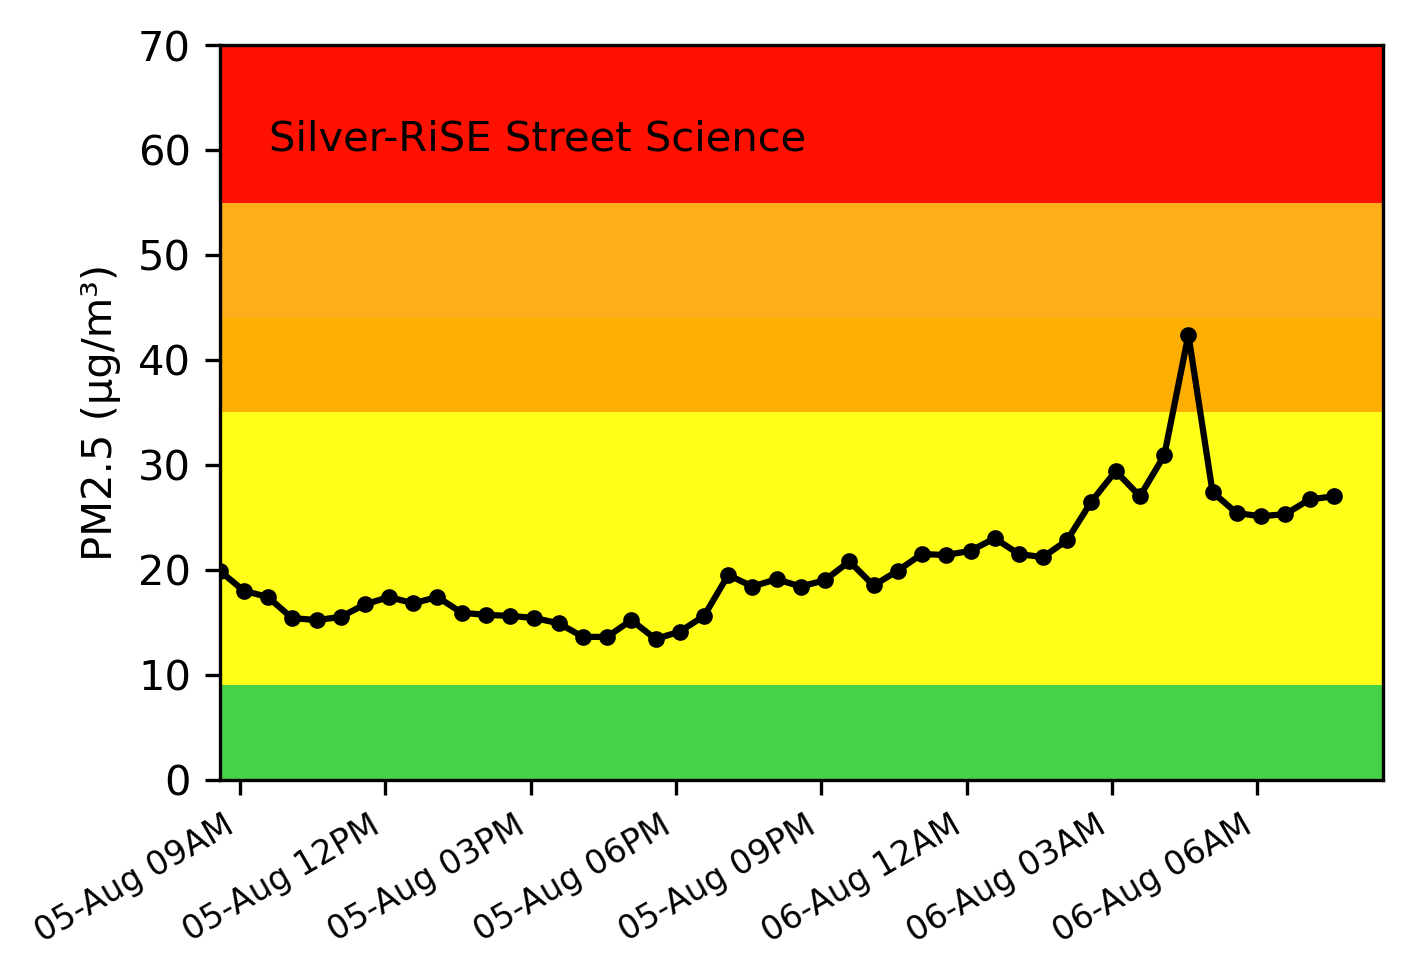 70
Silver-RiSE Street Science
60
50
40
30
20
10
0
PM2.5 (µg/m³)
05-Aug 09AM
05-Aug 12PM
05-Aug 03PM
05-Aug 06PM
05-Aug 09PM
06-Aug 12AM
06-Aug 03AM
06-Aug 06AM